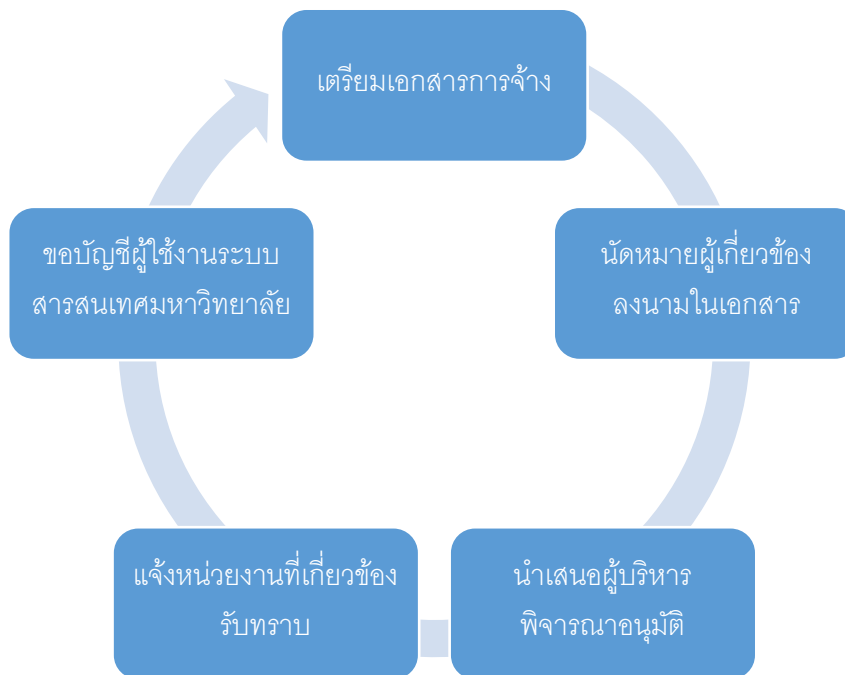 เตรียมเอกสารการจ้าง
นัดหมายผู้เกี่ยวข้อง
ลงนามในเอกสาร
นำเสนอผู้บริหาร
พิจารณาอนุมัติ
แจ้งหน่วยงานที่เกี่ยวข้อง
รับทราบ
ขอบัญชีผู้ใช้งานระบบ
สารสนเทศมหาวิทยาลัย